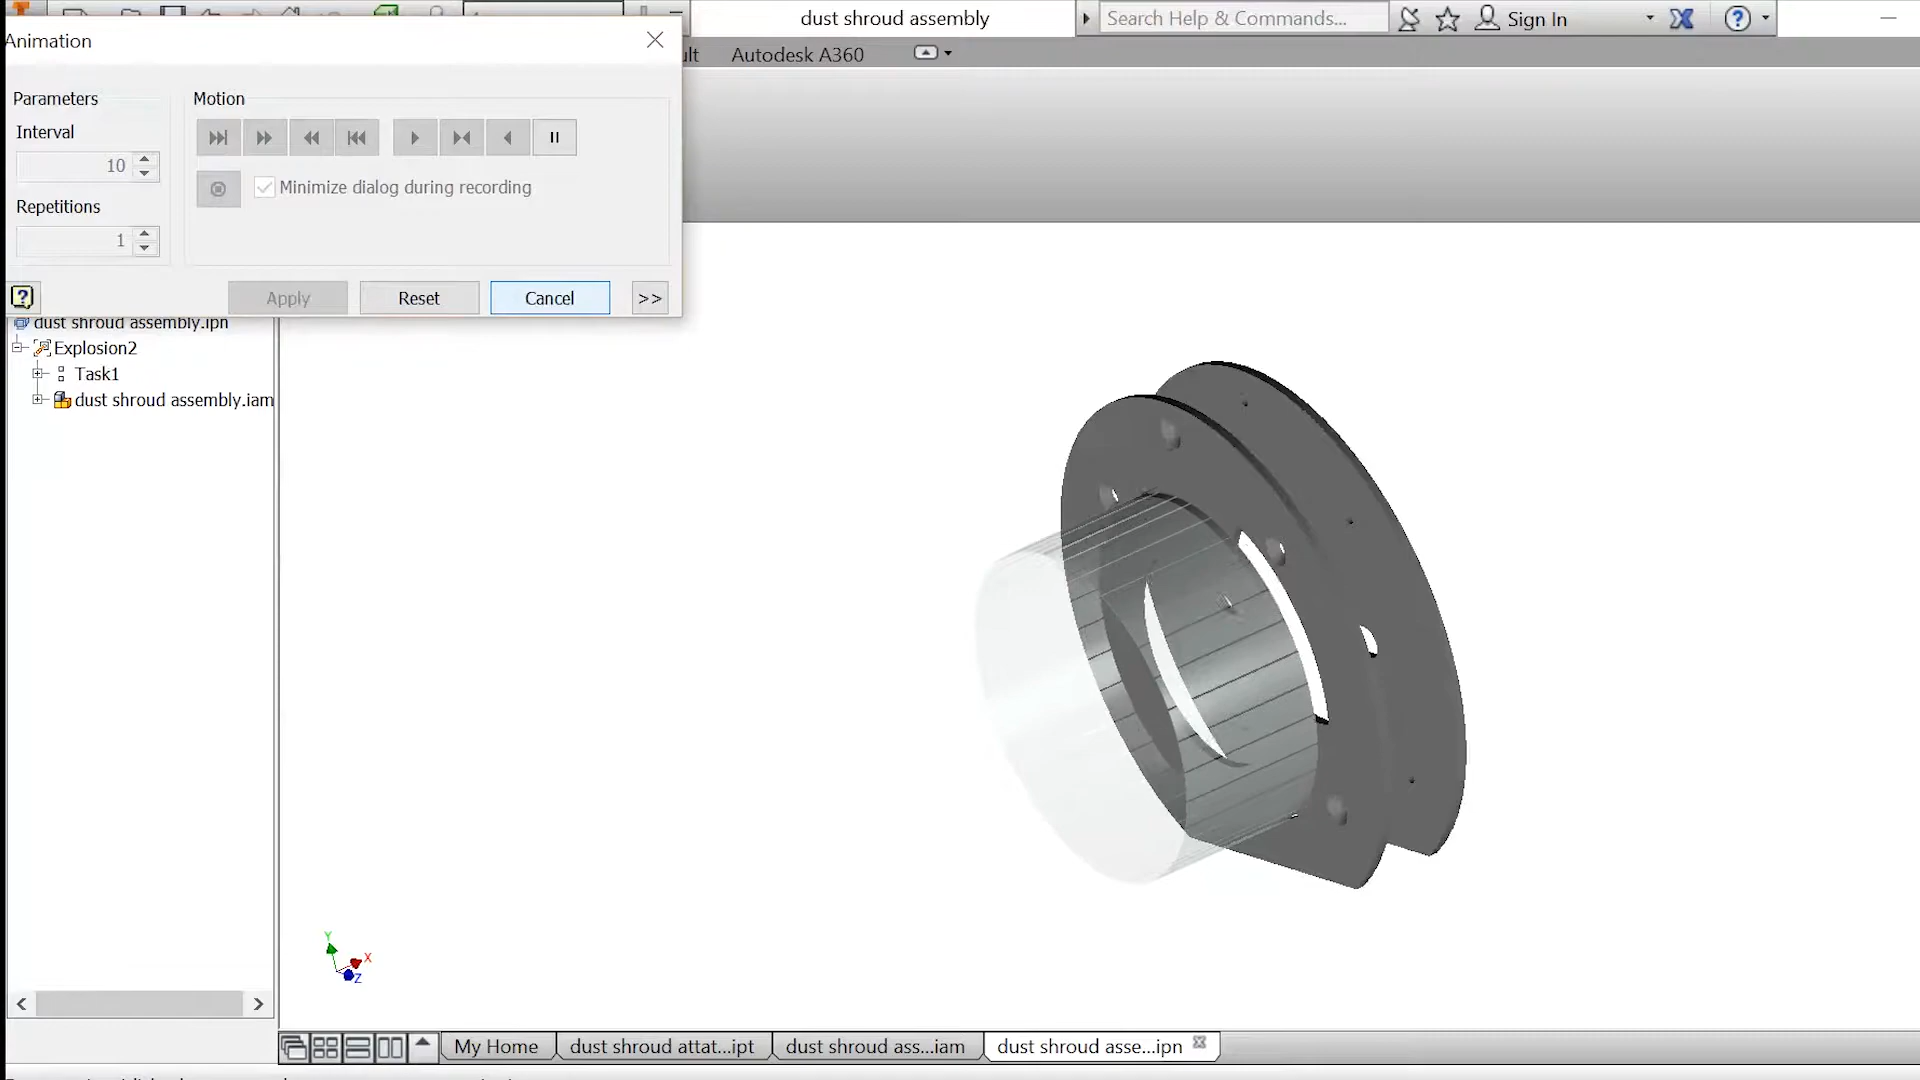 dust shroud assembly
Search Help & Commands...
Sign In
Animation
Autodesk A360
Parameters
Motion
Interval
10
Minimize dialog during recording
Repetitions
1
Apply
Reset
Cancel
>>
dust shroud assembly.ipn
Explosion2
Task1
dust shroud assembly.iam
Y
X
Z
My Home
dust shroud attat...ipt
dust shroud ass...iam
dust shroud asse...ipn